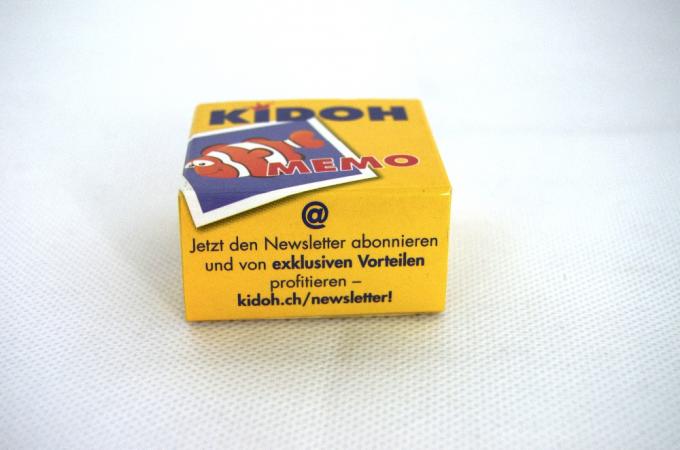 KiDOH
MEMO
@
Jetzt den Newsletter abonnieren
und von exklusiven Vorteilen
profitieren –
kidoh.ch/newsletter!